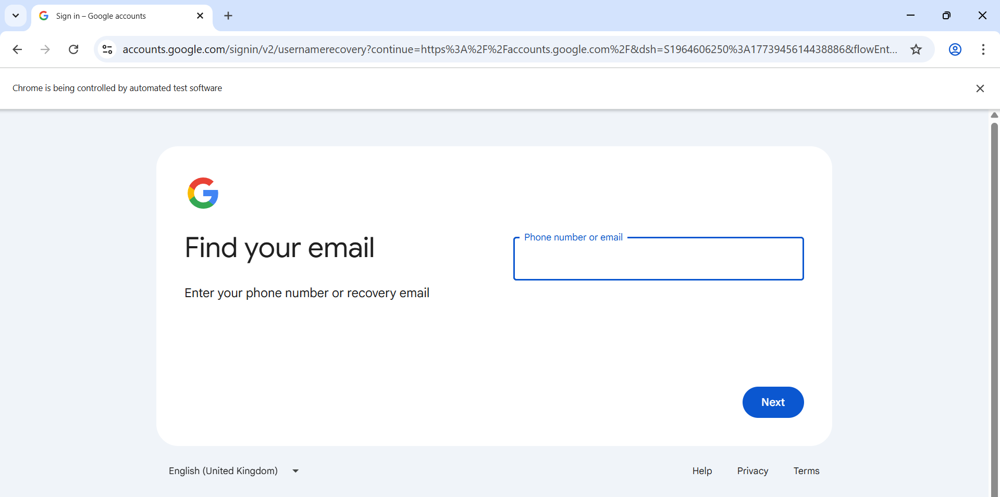 Sign in – Google accounts
accounts.google.com/signin/v2/usernamerecovery?continue=https%3A%2F%2Faccounts.google.com%2F&dsh=S1964606250%3A1773945614438886&flowEnt...
Chrome is being controlled by automated test software
Find your email
Enter your phone number or recovery email
Phone number or email
Next
English (United Kingdom)
Help Privacy Terms